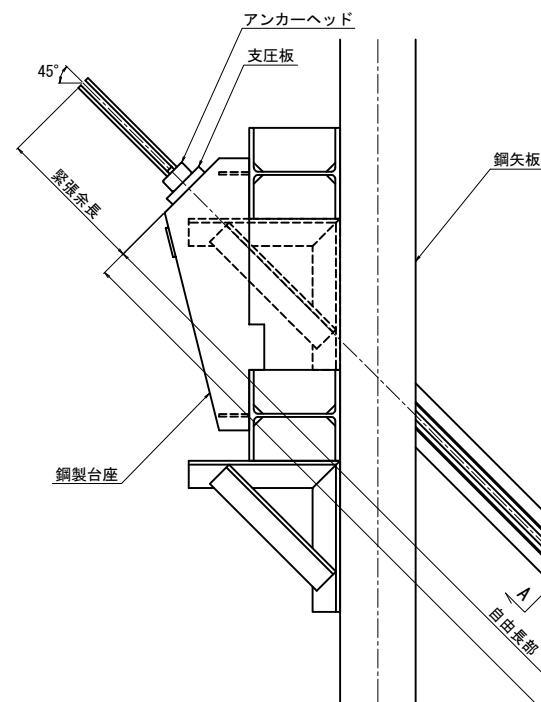 アンカーヘッド
支圧板
45°
鋼矢板
緊張余長
鋼製台座
A
自由長部